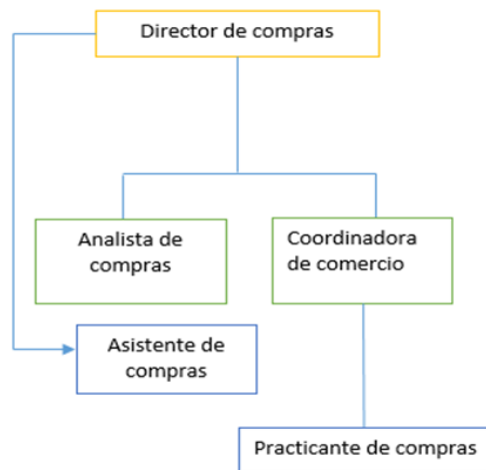 Director de compras
Analista de
compras
Coordinadora
de comercio
Asistente de
compras
Practicante de compras